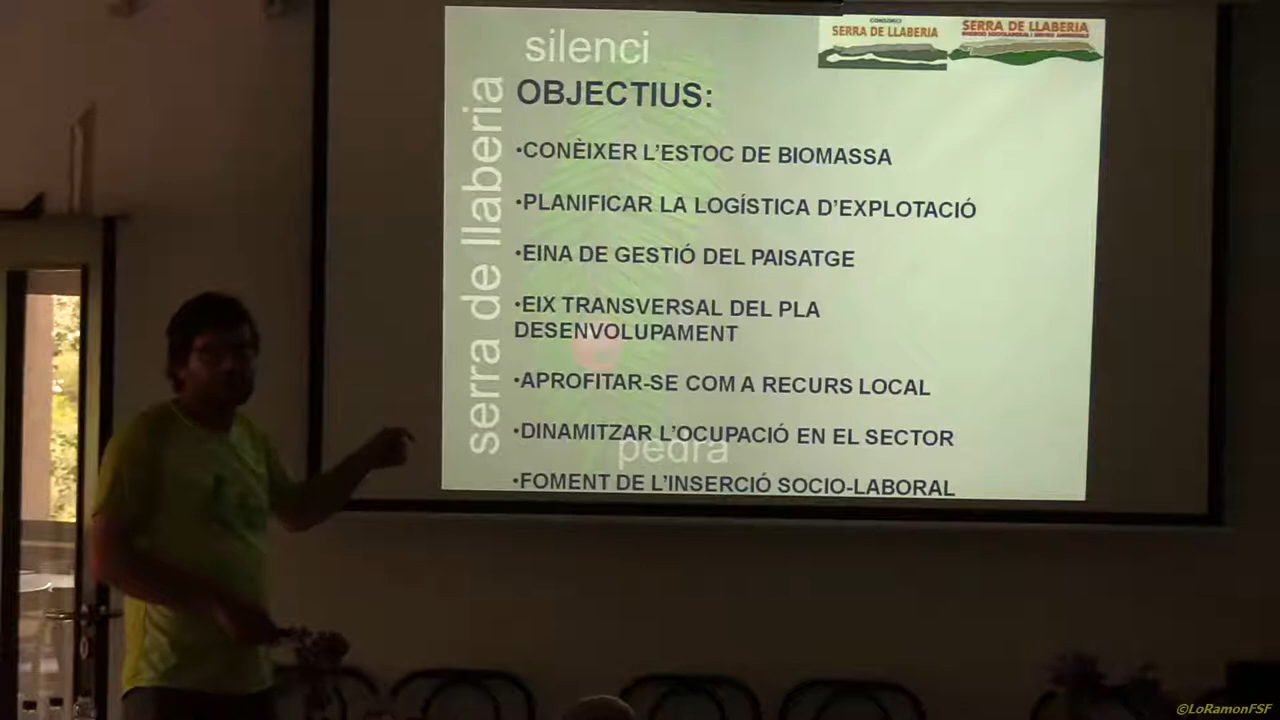 silenci
CONSORCI
SERRA DE LLABERIA
SERRA DE LLABERIA
serra de llaberia
OBJECTIUS:
•CONÈIXER L'ESTOC DE BIOMASSA
•PLANIFICAR LA LOGÍSTICA D'EXPLOTACIÓ
•EINA DE GESTIÓ DEL PAISATGE
•EIX TRANSVERSAL DEL PLA
DESENVOLUPAMENT
•APROFITAR-SE COM A RECURS LOCAL
•DINAMITZAR L'OCUPACIÓ EN EL SECTOR
pedra
•FOMENT DE L'INSERCIÓ SOCIO-LABORAL
©LoRamonFSF